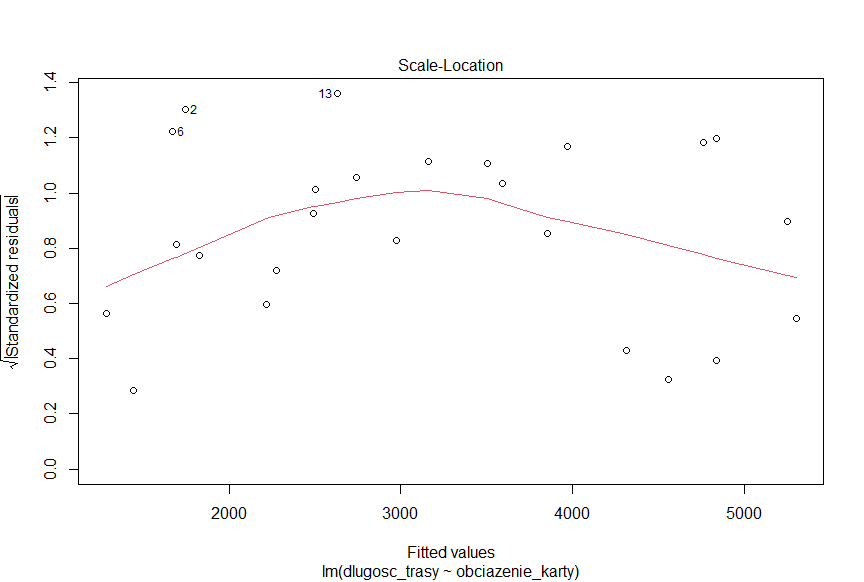 Scale-Location
1.4
1.2
1.0
0.8
0.6
0.4
0.2
0.0
√|Standardized residuals|
13
2
6
2000 3000 4000 5000
Fitted values
lm(dlugosc_trasy ~ obciazenie_karty)